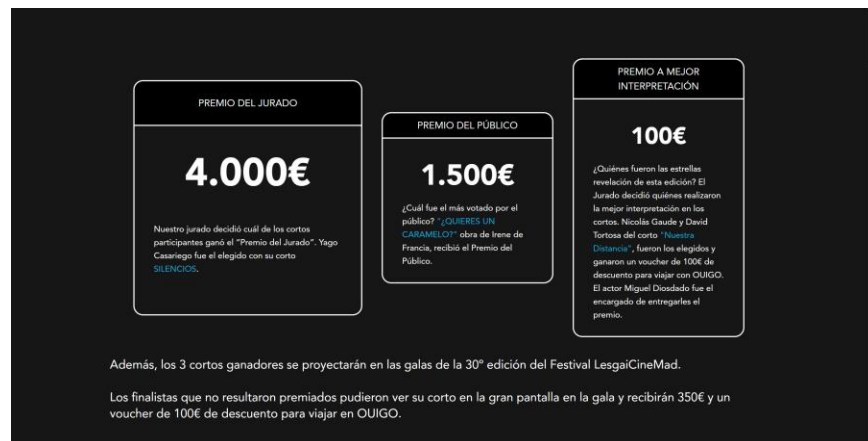 PREMIO DEL JURADO
4.000€
Nuestro jurado decidió cuál de los cortos
participantes ganó el "Premio del Jurado". Yago
Casariego fue el elegido con su corto
SILENCIOS.
PREMIO DEL PÚBLICO
1.500€
¿Cuál fue el más votado por el
público? "¿QUIERES UN
CARAMELO?" obra de Irene de
Francia, recibió el Premio del
Público.
PREMIO A MEJOR
INTERPRETACIÓN
100€
¿Quiénes fueron las estrellas
revelación de esta edición? El
Jurado decidió quiénes realizaron
la mejor interpretación en los
cortos. Nicolás Gaude y David
Tortosa del corto "Nuestra
Distancia", fueron los elegidos y
ganaron un voucher de 100€ de
descuento para viajar con OUIGO.
El actor Miguel Diosdado fue el
encargado de entregarles el
premio.
Además, los 3 cortos ganadores se proyectarán en las galas de la 30º edición del Festival LesgaiCineMad.
Los finalistas que no resultaron premiados pudieron ver su corto en la gran pantalla en la gala y recibirán 350€ y un
voucher de 100€ de descuento para viajar en OUIGO.